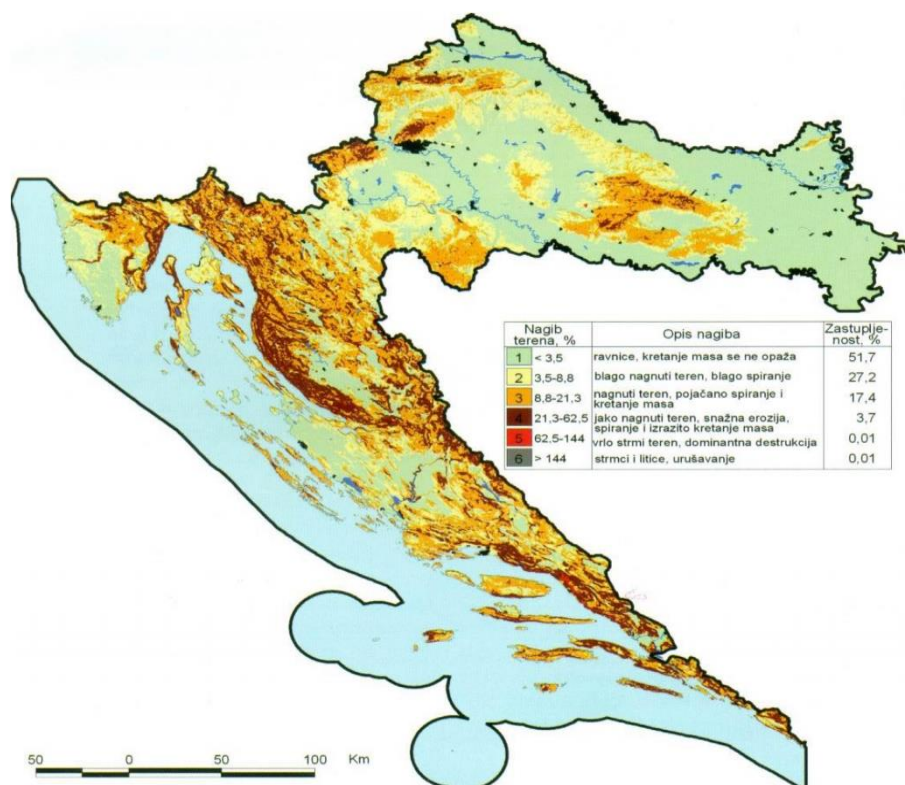 Nagib terena, % Opis nagiba Zastuplje-nost, %
1 < 3,5 ravnice, kretanje masa se ne opaža 51,7
2 3,5-8,8 blago nagnuti teren, blago spiranje 27,2
3 8,8-21,3 nagnuti teren, pojačano spiranje i kretanje masa 17,4
4 21,3-62,5 jako nagnuti teren, snažna erozija, spiranje i izrazito kretanje masa 3,7
5 62.5-144 vrlo strmi teren, dominantna destrukcija 0,01
6 > 144 strmci i litice, urušavanje 0,01
50 0 50 100 Km